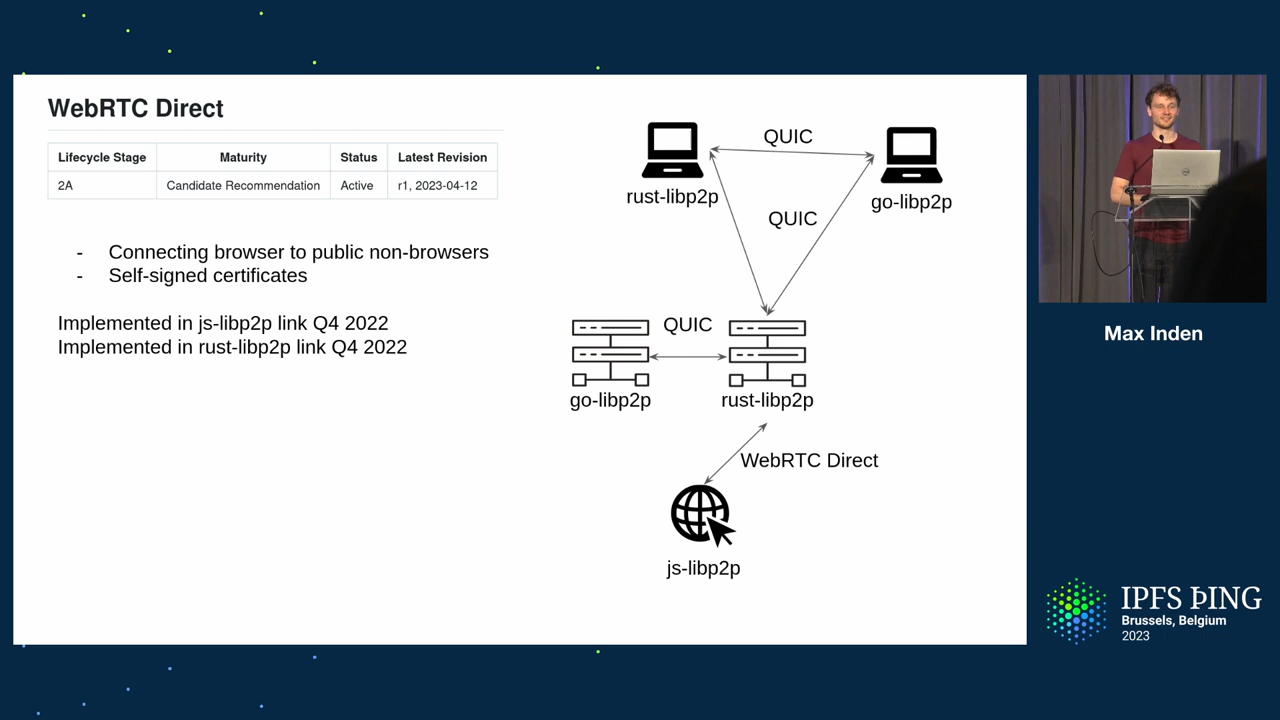 WebRTC Direct
Lifecycle Stage Maturity Status Latest Revision
2A Candidate Recommendation Active r1, 2023-04-12
- Connecting browser to public non-browsers
- Self-signed certificates
Implemented in js-libp2p link Q4 2022
Implemented in rust-libp2p link Q4 2022
QUIC
rust-libp2p
go-libp2p
QUIC
QUIC
go-libp2p
rust-libp2p
WebRTC Direct
js-libp2p
Max Inden
IPFS ÞING
Brussels, Belgium
2023